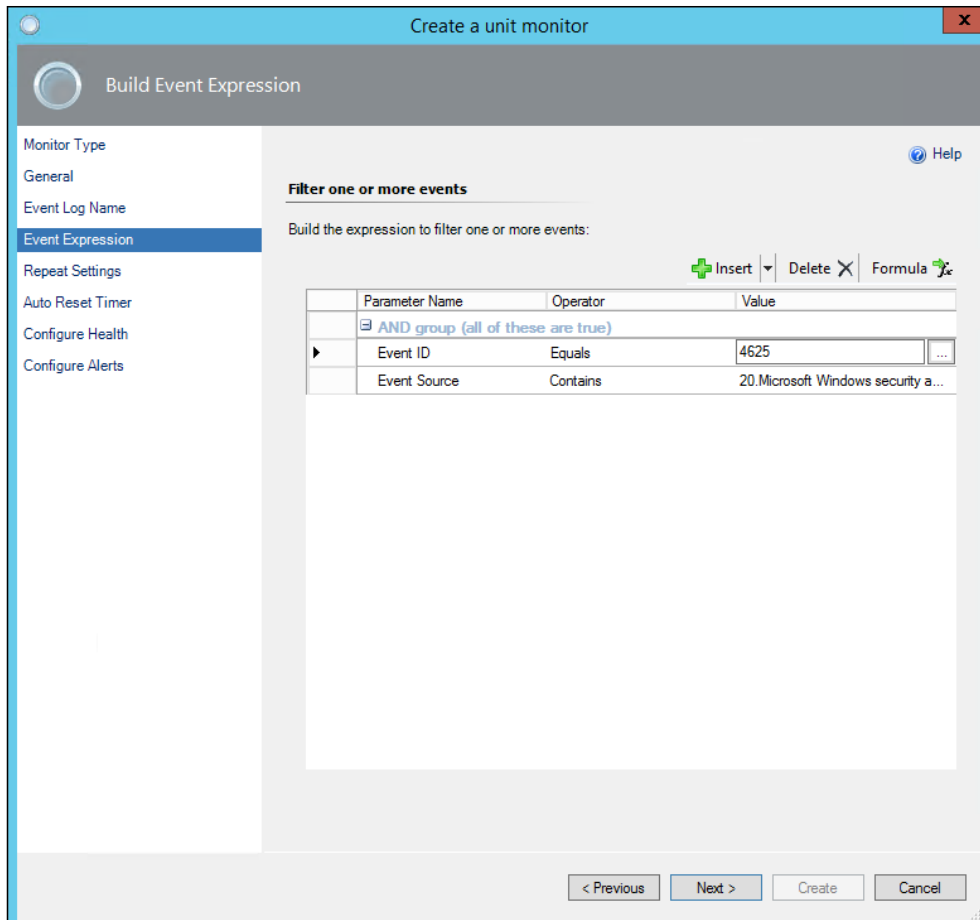 Create a unit monitor
x
Build Event Expression
Monitor Type
General
Event Log Name
Event Expression
Repeat Settings
Auto Reset Timer
Configure Health
Configure Alerts
Help
Filter one or more events
Build the expression to filter one or more events:
Insert Delete Formula
Parameter Name Operator Value
AND group (all of these are true)
Event ID Equals 4625 ...
Event Source Contains 20.Microsoft Windows security a...
< Previous Next > Create Cancel